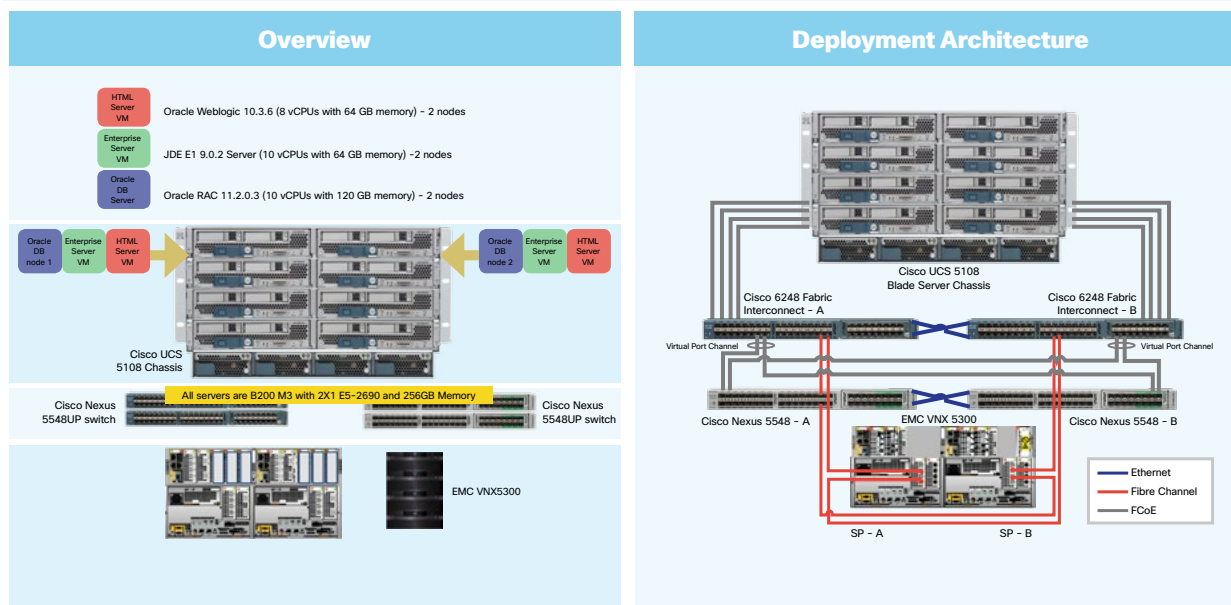 Overview
HTML
Server
VM
Oracle Weblogic 10.3.6 (8 vCPUs with 64 GB memory) - 2 nodes
Enterprise
Server
VM
JDE E1 9.0.2 Server (10 vCPUs with 64 GB memory) -2 nodes
Oracle
DB
Server
Oracle RAC 11.2.0.3 (10 vCPUs with 120 GB memory) - 2 nodes
Oracle
DB
node 1
Enterprise
Server
VM
HTML
Server
VM
Oracle
DB
node 2
Enterprise
Server
VM
HTML
Server
VM
Cisco UCS
5108 Chassis
All servers are B200 M3 with 2X1 E5-2690 and 256GB Memory
Cisco Nexus
5548UP switch
Cisco Nexus
5548UP switch
EMC VNX5300
Deployment Architecture
Cisco UCS 5108
Blade Server Chassis
Cisco 6248 Fabric
Interconnect - A
Cisco 6248 Fabric
Interconnect - B
Virtual Port Channel
Virtual Port Channel
Cisco Nexus 5548 - A
EMC VNX 5300
Cisco Nexus 5548 - B
Ethernet
Fibre Channel
FCoE
SP - A
SP - B